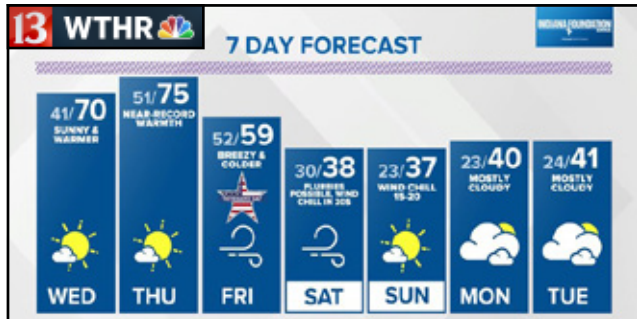 13 WTHR
7 DAY FORECAST
INDIANA FOUNDATION
41/70
SUNNY &
WARMER
WED
51/75
NEAR-RECORD
WARMTH
THU
52/59
BREEZY &
COLDER
FRI
30/38
FLURRIES
POSSIBLE, WIND
CHILL IN 20S
SAT
23/37
WIND CHILL
15-20
SUN
23/40
MOSTLY
CLOUDY
MON
24/41
MOSTLY
CLOUDY
TUE